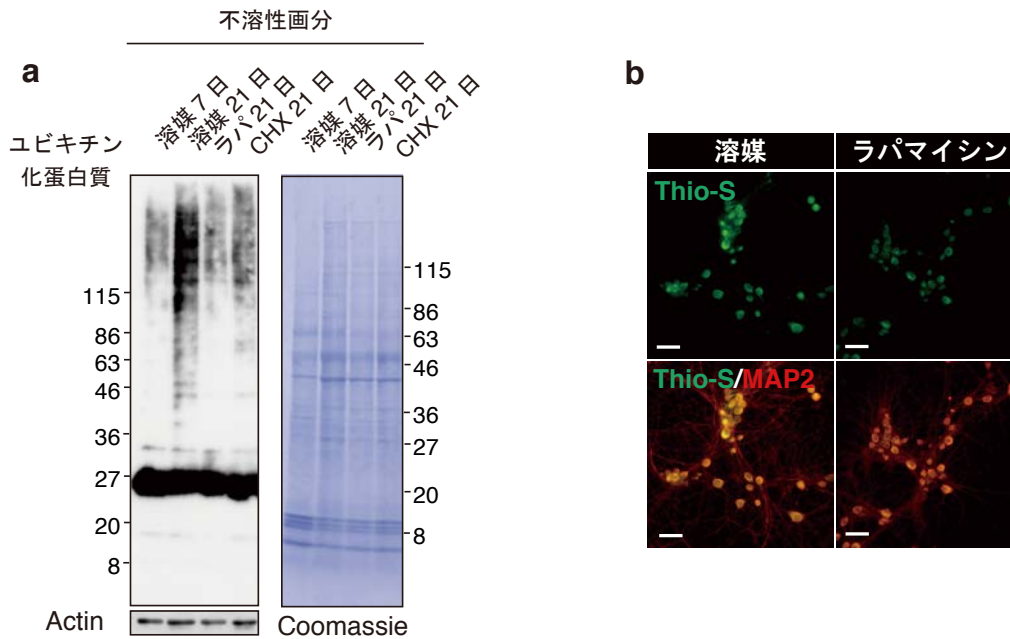 不溶性画分
a
溶媒 7 日
溶媒 21 日
ラパ 21 日
CHX 21 日
溶媒 7 日
溶媒 21 日
ラパ 21 日
CHX 21 日
ユビキチン
化蛋白質
115
86
63
46
36
27
20
8
115
86
63
46
36
27
20
8
Actin
Coomassie
b
溶媒
ラパマイシン
Thio-S
Thio-S/MAP2